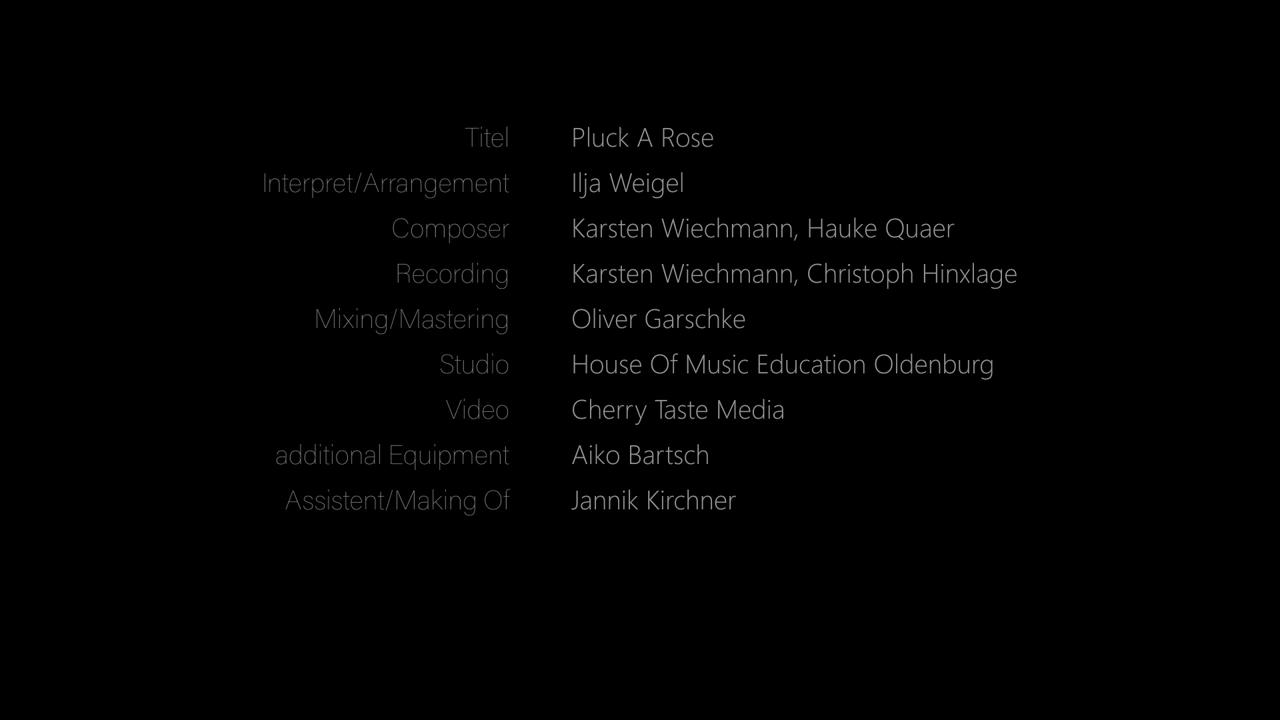 Titel Pluck A Rose
Interpret/Arrangement Ilja Weigel
Composer Karsten Wiechmann, Hauke Quaer
Recording Karsten Wiechmann, Christoph Hinxlage
Mixing/Mastering Oliver Garschke
Studio House Of Music Education Oldenburg
Video Cherry Taste Media
additional Equipment Aiko Bartsch
Assistent/Making Of Jannik Kirchner